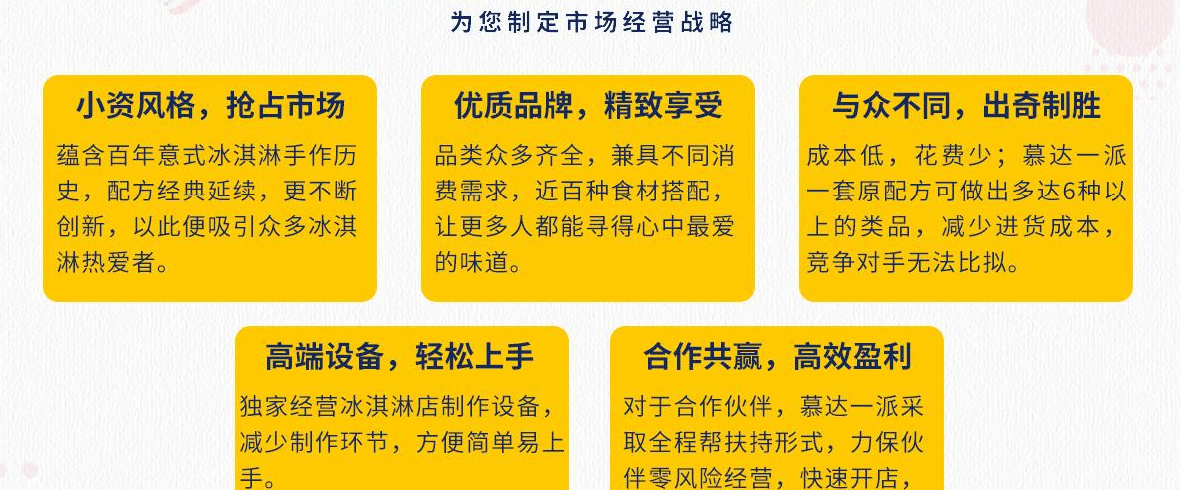 为您制定市场经营战略
小资风格，抢占市场
蕴含百年意式冰淇淋手作历
史，配方经典延续，更不断
创新，以此便吸引众多冰淇
淋热爱者。
优质品牌，精致享受
品类众多齐全，兼具不同消
费需求，近百种食材搭配，
让更多人都能寻得心中最爱
的味道。
与众不同，出奇制胜
成本低，花费少；慕达一派
一套原配方可做出多达6种以
上的类品，减少进货成本，
竞争对手无法比拟。
高端设备，轻松上手
独家经营冰淇淋店制作设备，
减少制作环节，方便简单易上
手。
合作共赢，高效盈利
对于合作伙伴，慕达一派采
取全程帮扶持形式，力保伙
伴零风险经营，快速开店，